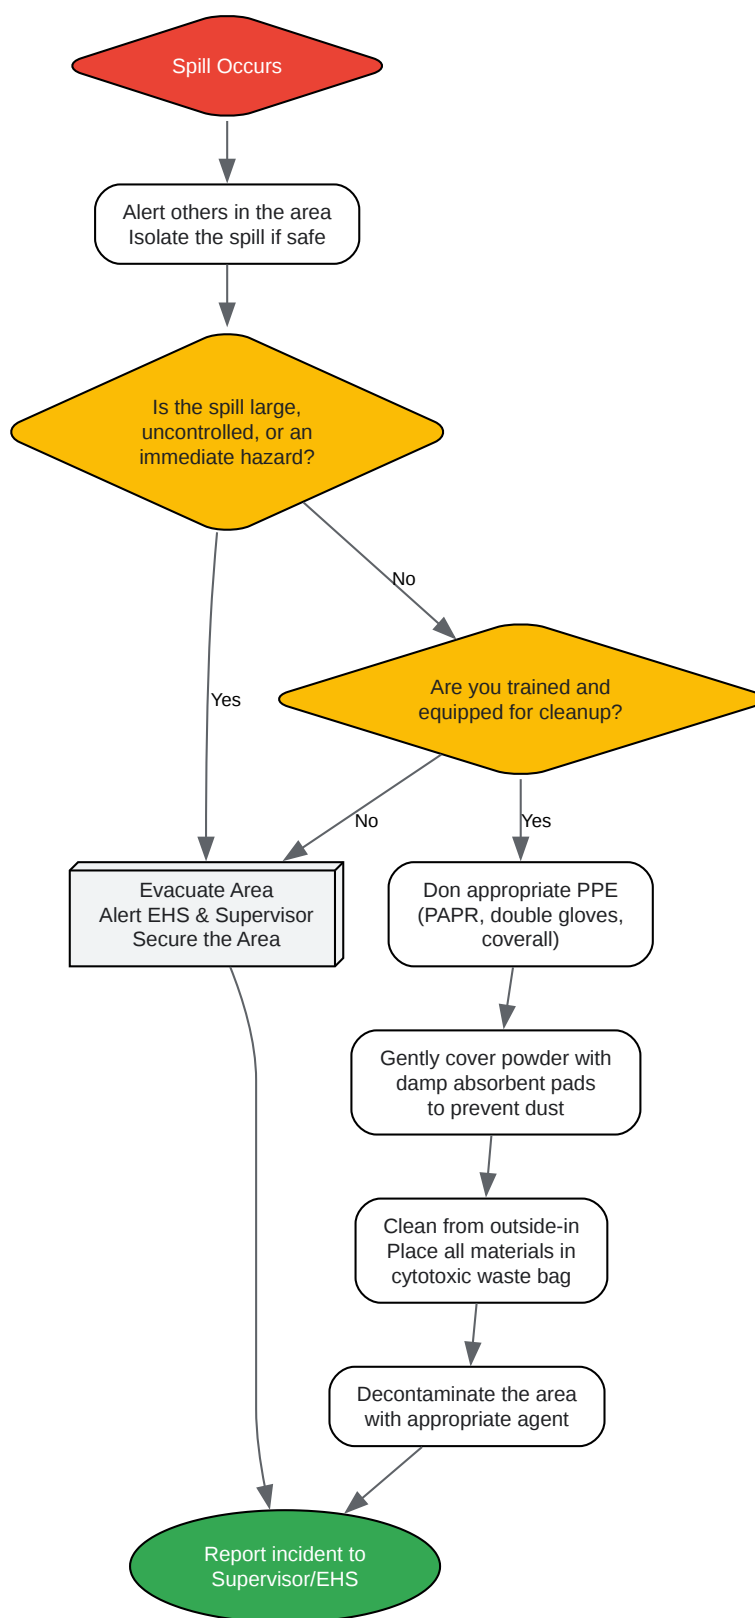 Spill Occurs
Alert others in the area
Isolate the spill if safe
Is the spill large,
uncontrolled, or an
immediate hazard?
No
Are you trained and
equipped for cleanup?
Yes
No
Yes
Evacuate Area
Alert EHS & Supervisor
Secure the Area
Don appropriate PPE
(PAPR, double gloves,
coverall)
Gently cover powder with
damp absorbent pads
to prevent dust
Clean from outside-in
Place all materials in
cytotoxic waste bag
Decontaminate the area
with appropriate agent
Report incident to
Supervisor/EHS